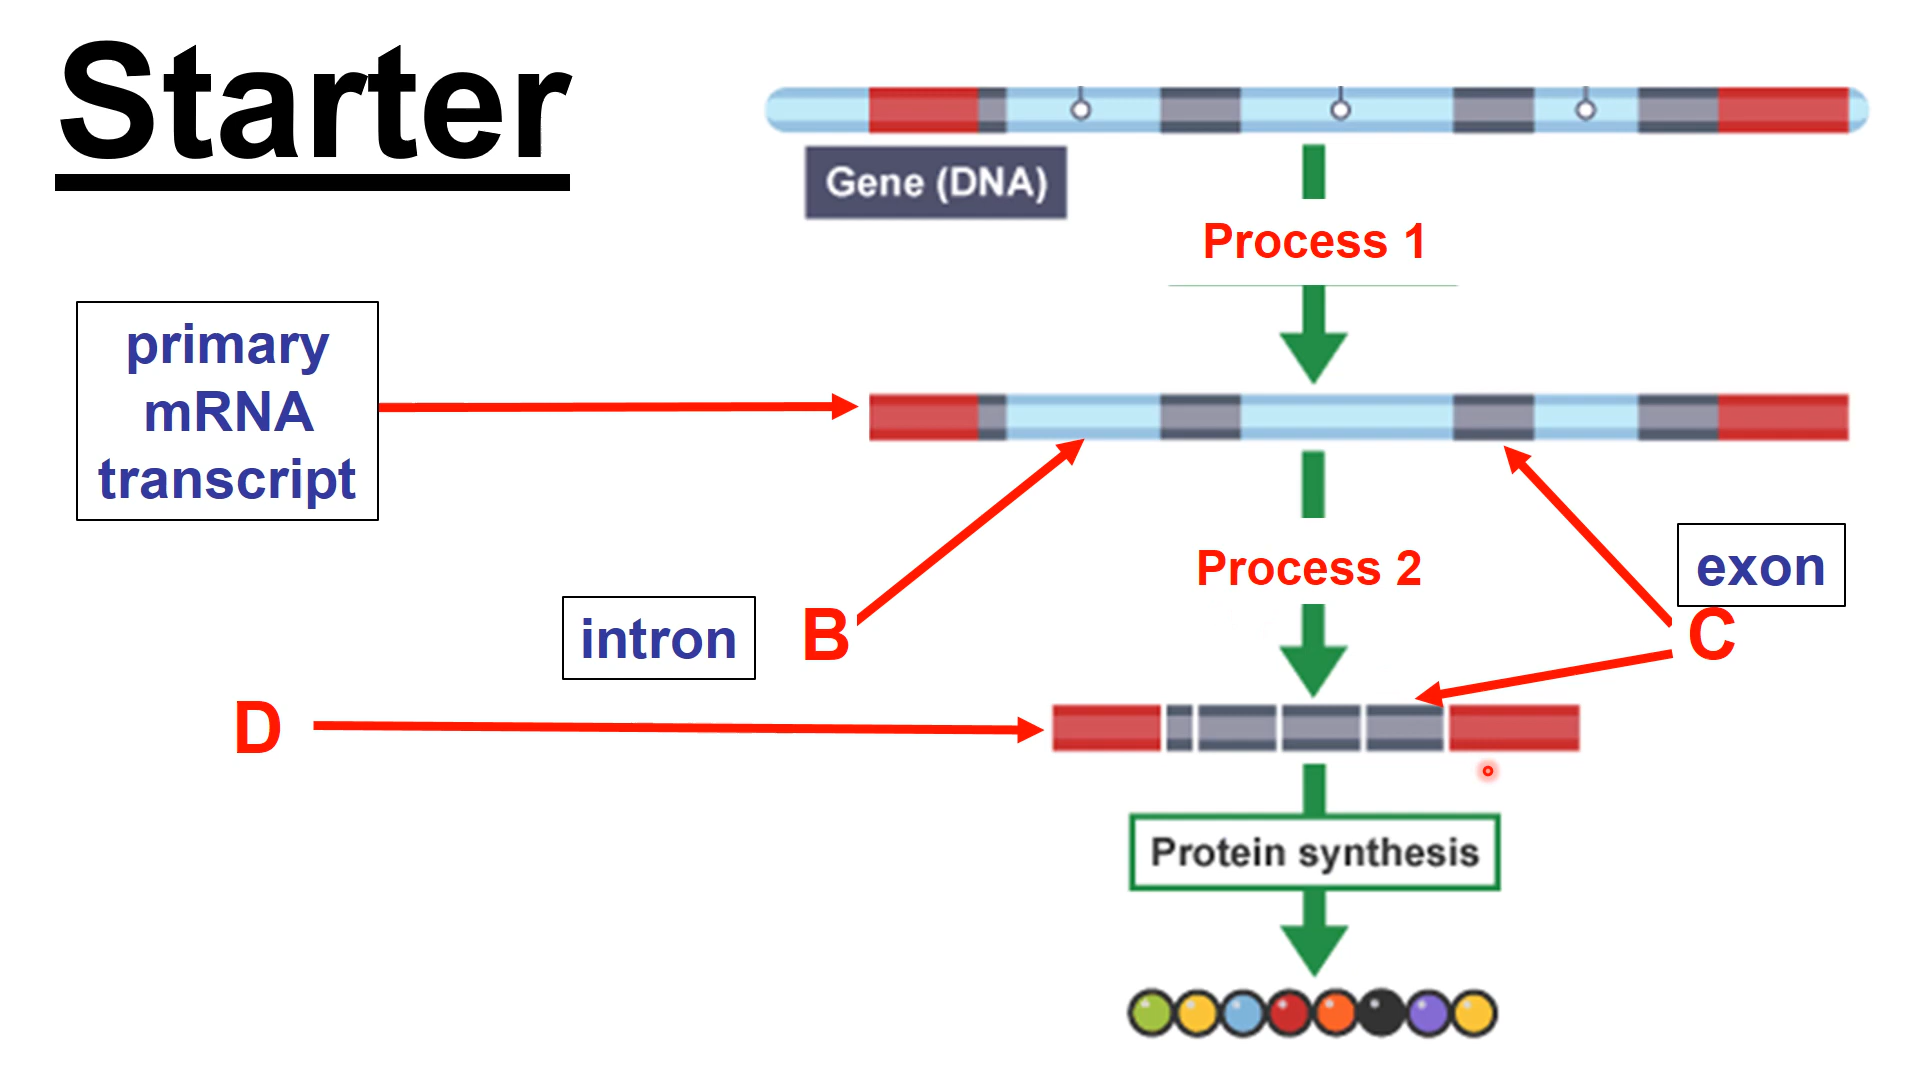 Starter
Gene (DNA)
Process 1
primary
mRNA
transcript
Process 2
exon
intron
B
C
D
Protein synthesis